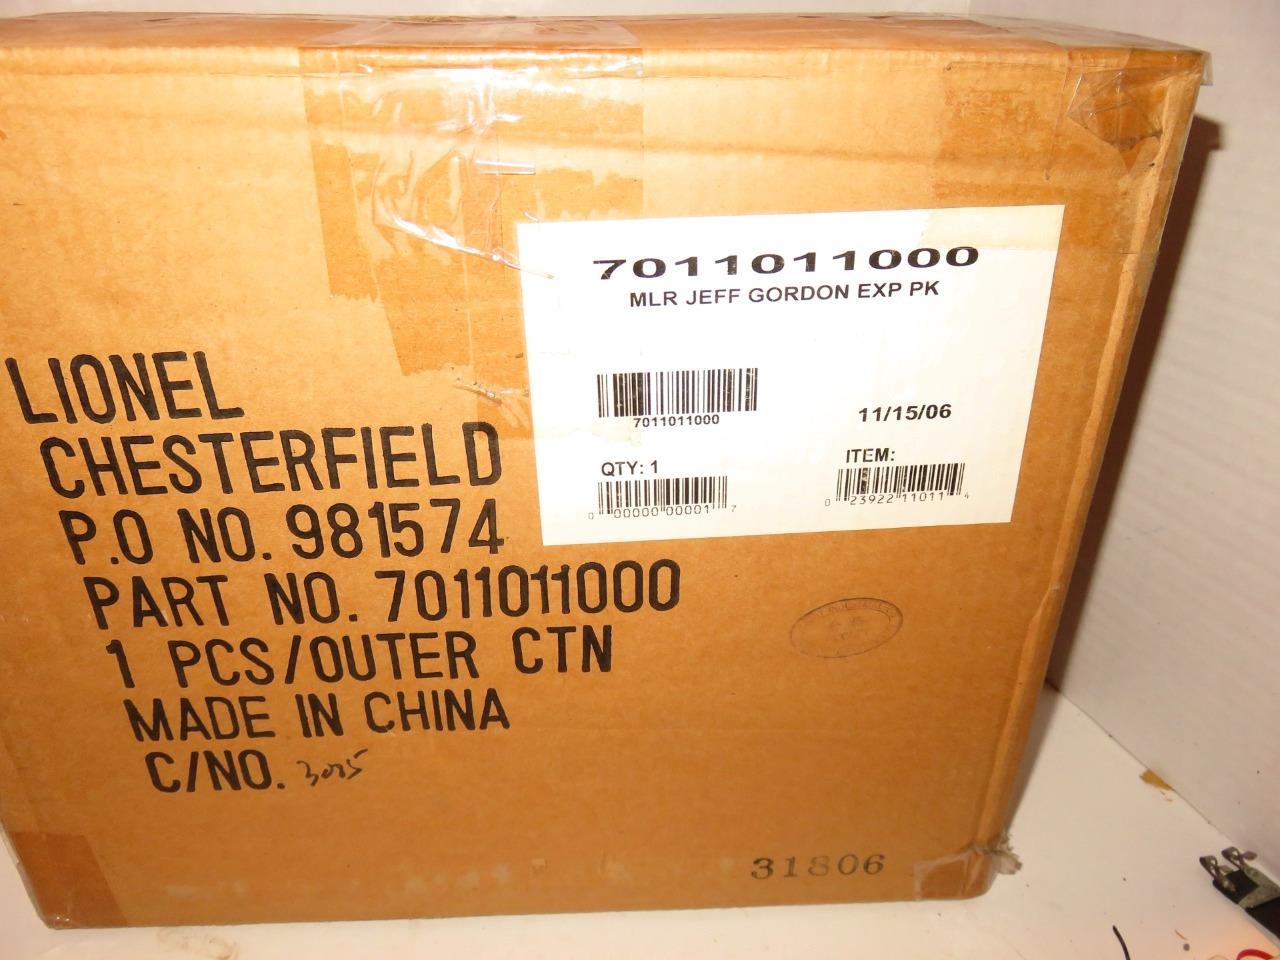 7011011000
MLR JEFF GORDON EXP PK
7011011000
11/15/06
QTY: 1
ITEM:
0 00000 00001 7
0 23922 11011 4
LIONEL
CHESTERFIELD
P.O NO. 981574
PART NO. 7011011000
1 PCS/OUTER CTN
MADE IN CHINA
C/NO. 3085
31806